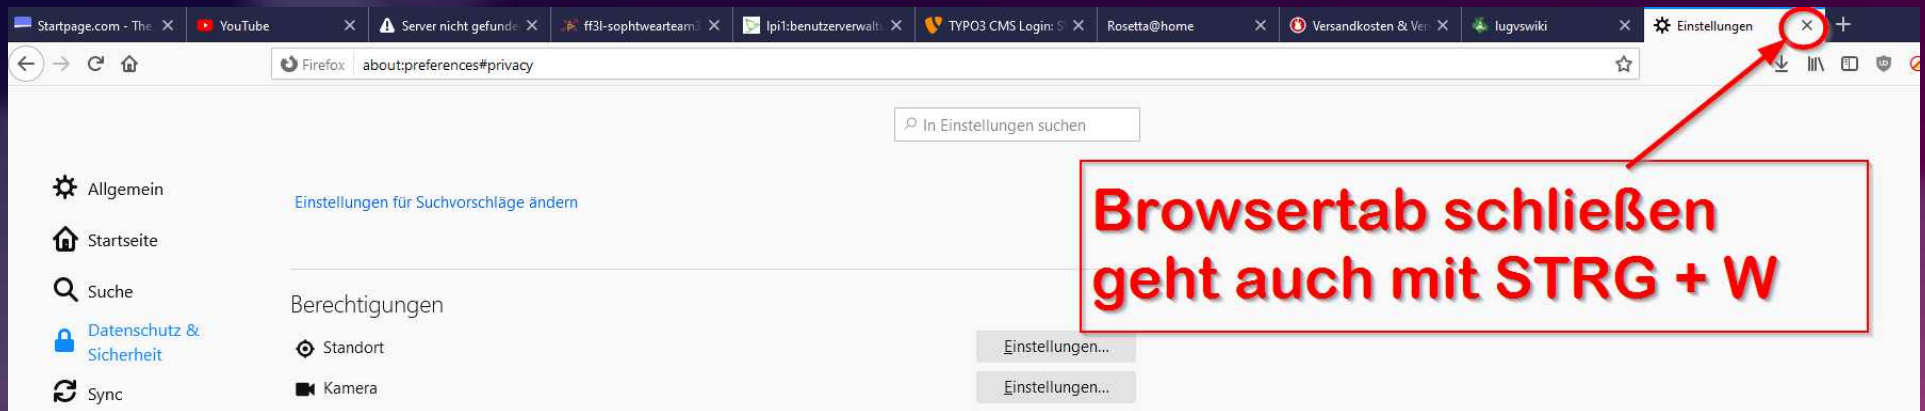 Startpage.com - The
YouTube
Server nicht gefunde
ff3l-sophtwearteam3
lpi1:benutzerverwalt
TYPO3 CMS Login: S
Rosetta@home
Versandkosten & Ver
lugvswiki
Einstellungen
Firefox about:preferences#privacy
In Einstellungen suchen
Allgemein
Einstellungen für Suchvorschläge ändern
Browsertab schließen
geht auch mit STRG + W
Startseite
Suche
Berechtigungen
Datenschutz &
Sicherheit
Standort Einstellungen...
Sync
Kamera Einstellungen...